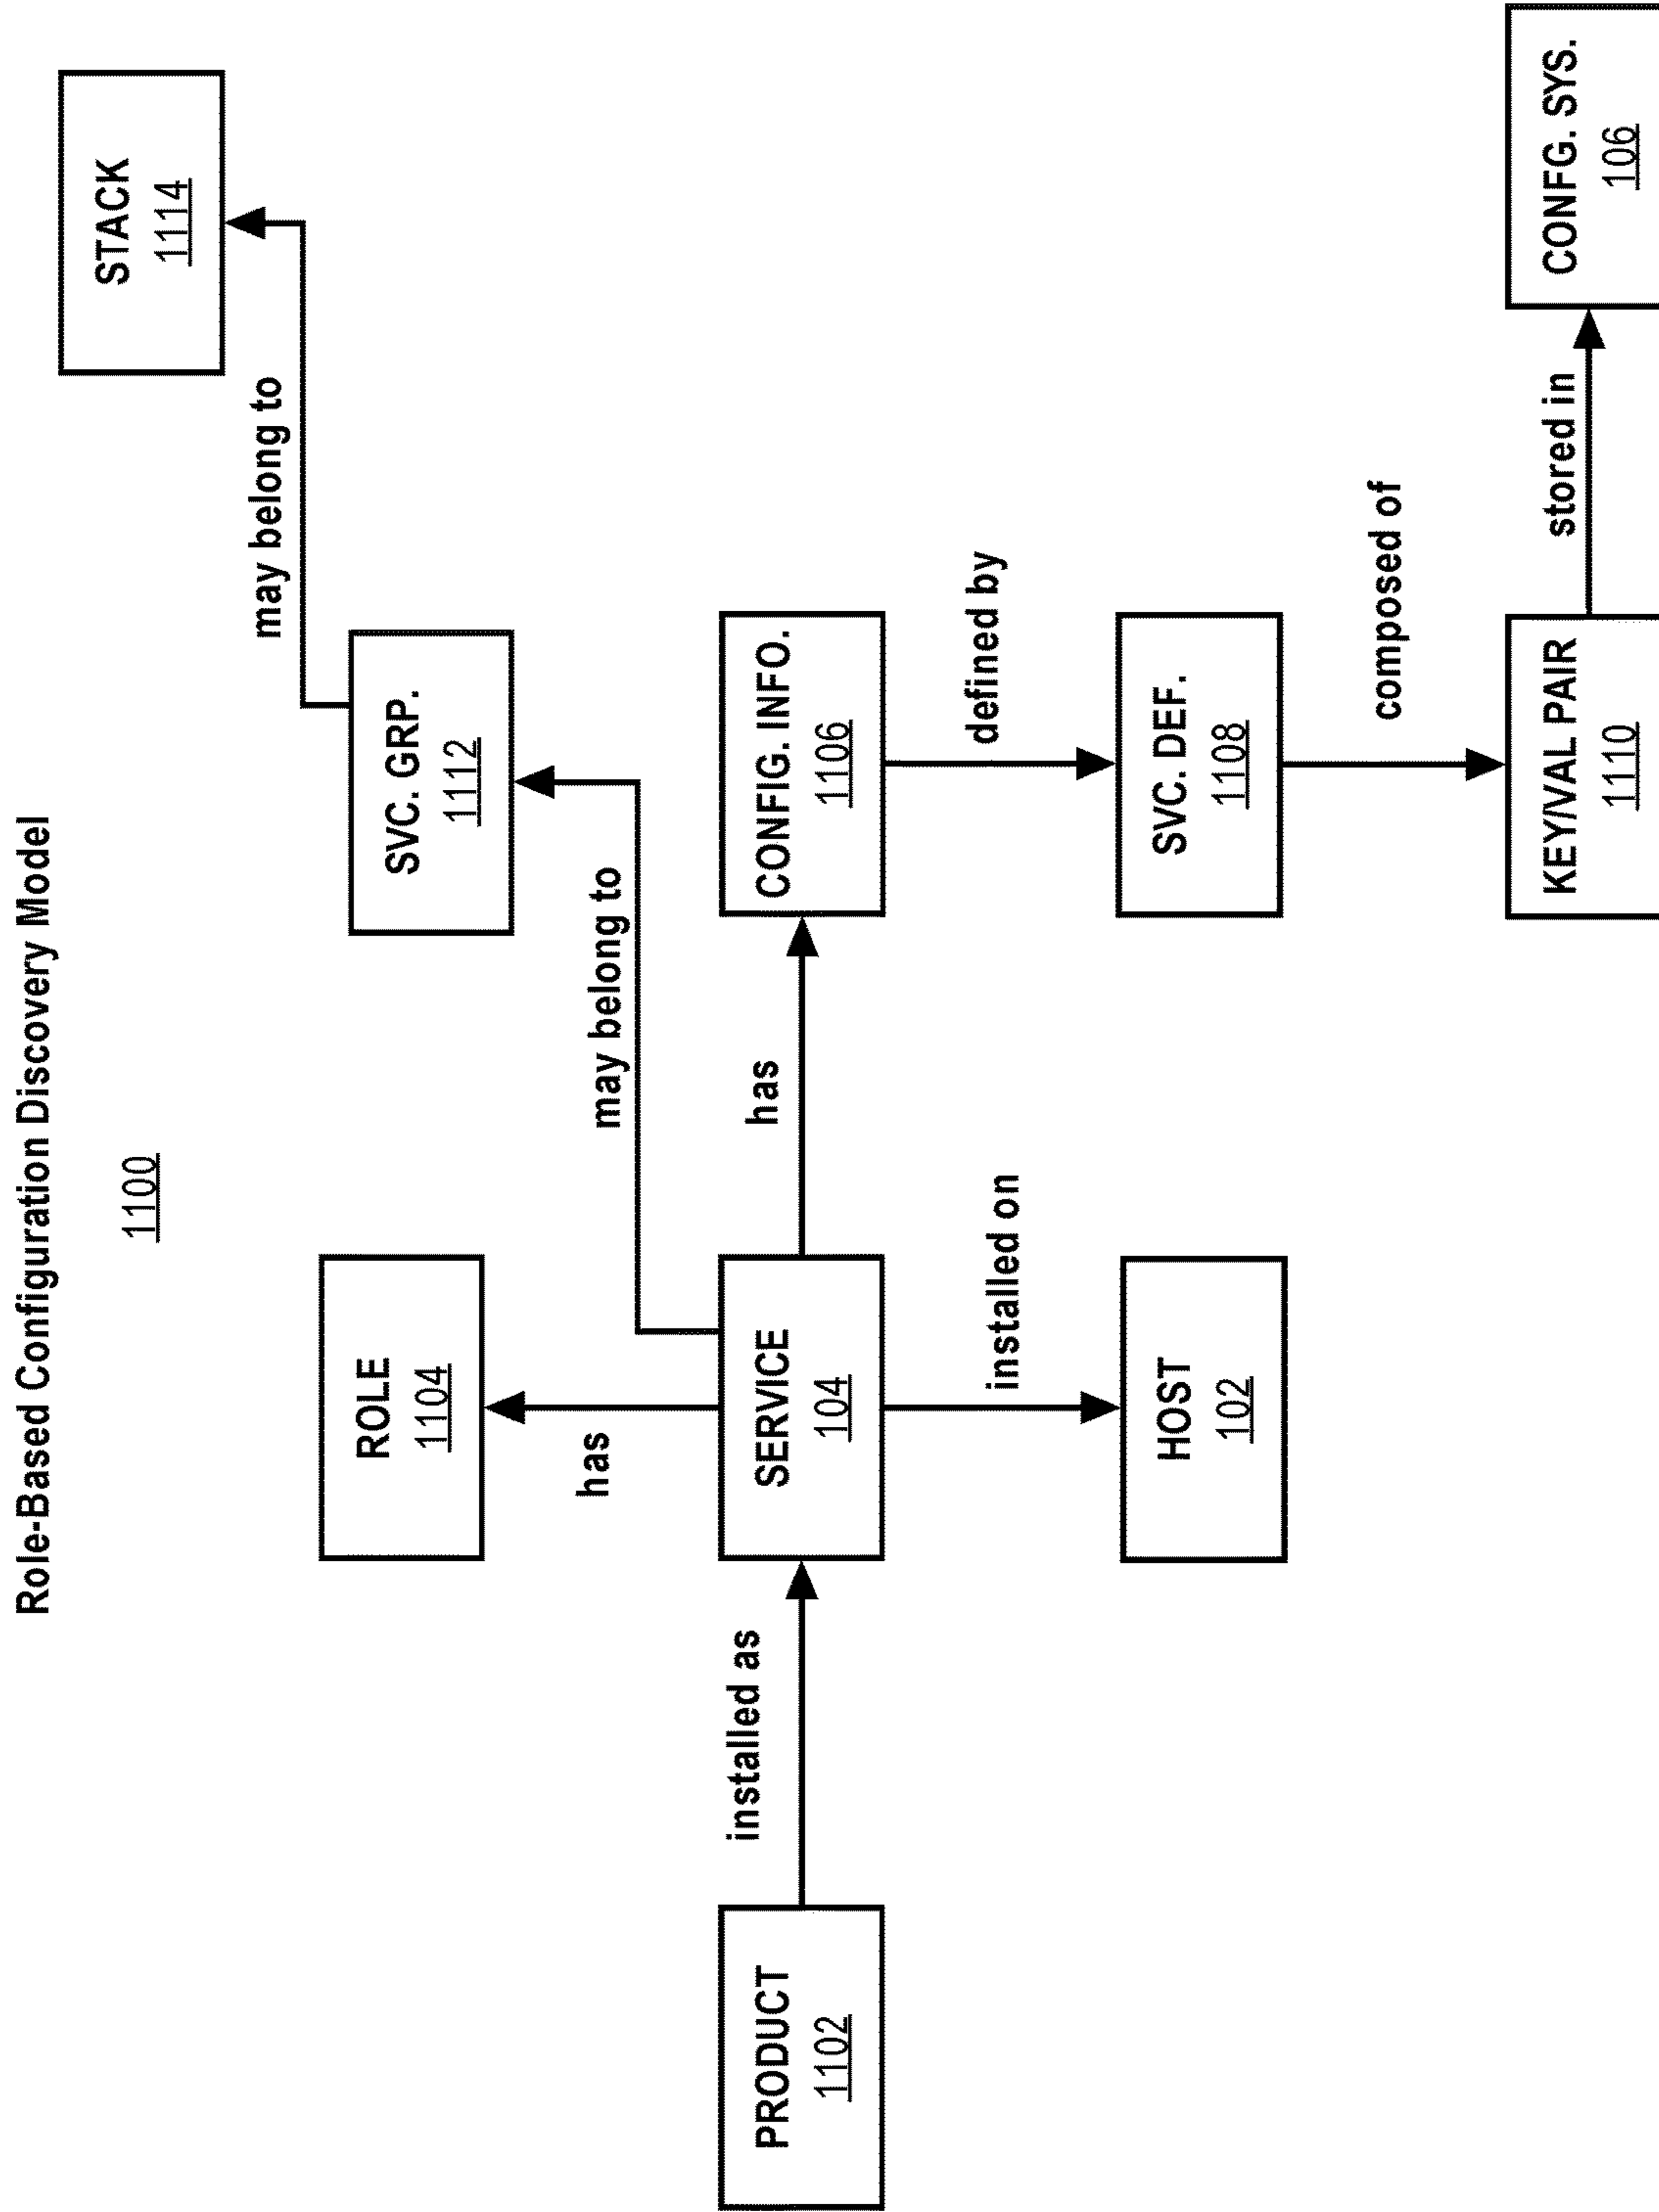 Role-Based Configuration Discovery Model
1100
STACK
1114
may belong to
SVC. GRP.
1112
may belong to
ROLE
1104
has
PRODUCT
1102
installed as
SERVICE
104
has
CONFIG. INFO.
1106
installed on
defined by
HOST
102
SVC. DEF.
1108
composed of
KEY/VAL PAIR
1110
stored in
CONFG. SYS.
106